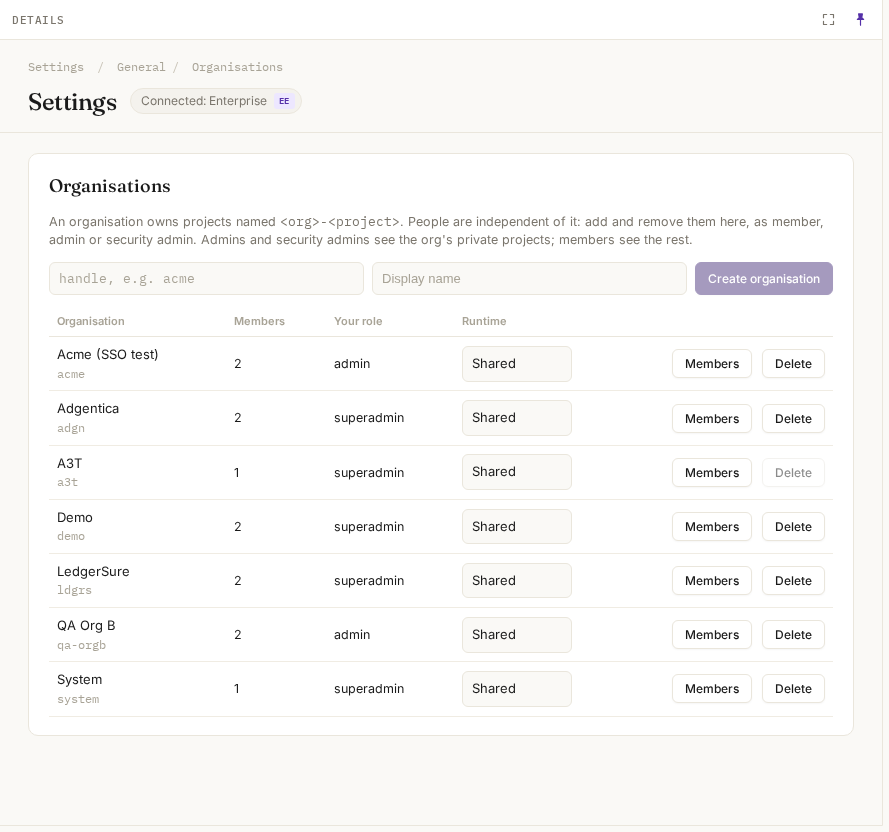 DETAILS
Settings / General / Organisations
Settings Connected: Enterprise EE
Organisations
An organisation owns projects named <org>-<project>. People are independent of it: add and remove them here, as member,
admin or security admin. Admins and security admins see the org's private projects; members see the rest.
handle, e.g. acme Display name Create organisation
Organisation Members Your role Runtime
Acme (SSO test)
acme
2 admin Shared Members Delete
Adgentica
adgn
2 superadmin Shared Members Delete
A3T
a3t
1 superadmin Shared Members Delete
Demo
demo
2 superadmin Shared Members Delete
LedgerSure
ldgrs
2 superadmin Shared Members Delete
QA Org B
qa-orgb
2 admin Shared Members Delete
System
system
1 superadmin Shared Members Delete